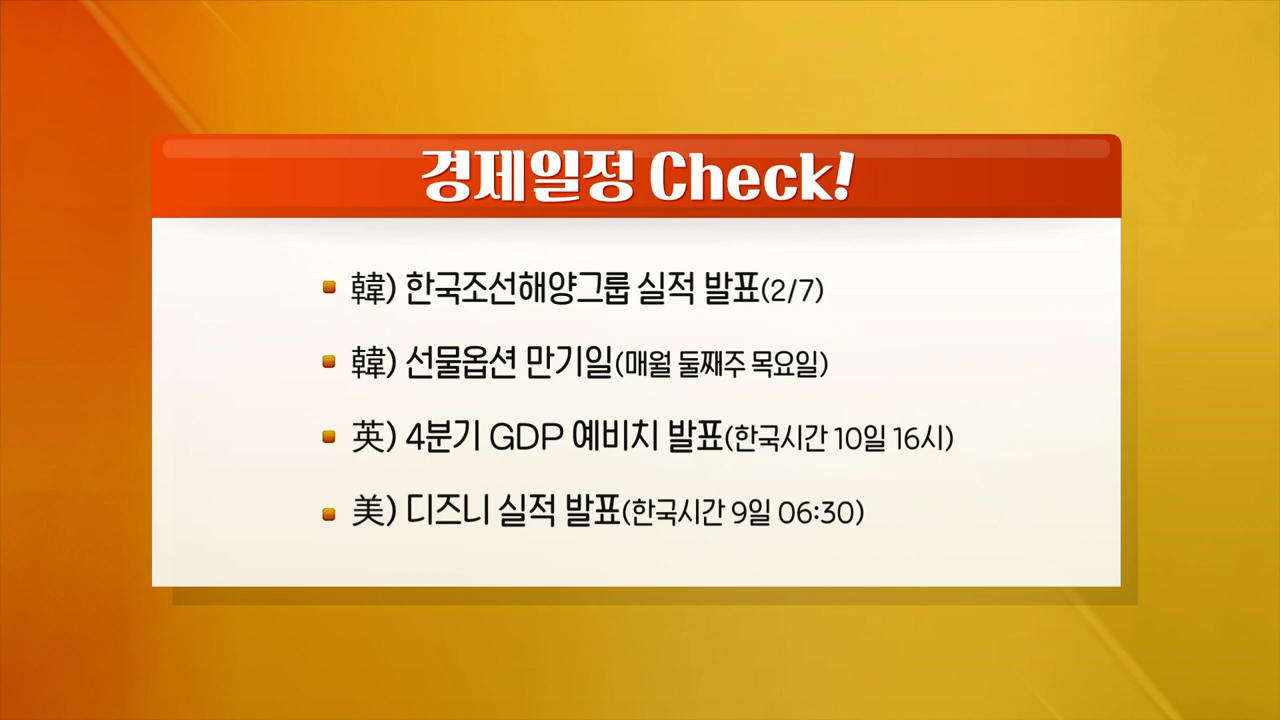 경제일정 Check!
韓) 한국조선해양그룹 실적 발표(2/7)
韓) 선물옵션 만기일(매월 둘째주 목요일)
英) 4분기 GDP 예비치 발표(한국시간 10일 16시)
美) 디즈니 실적 발표(한국시간 9일 06:30)